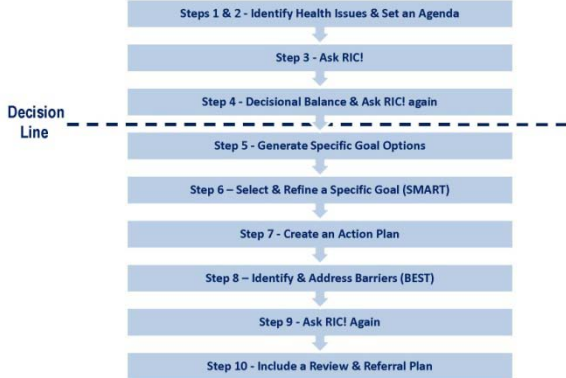 Steps 1 & 2 - Identify Health Issues & Set an Agenda
Step 3 - Ask RIC!
Step 4 - Decisional Balance & Ask RIC! again
Decision
Line
Step 5 - Generate Specific Goal Options
Step 6 – Select & Refine a Specific Goal (SMART)
Step 7 - Create an Action Plan
Step 8 – Identify & Address Barriers (BEST)
Step 9 - Ask RIC! Again
Step 10 - Include a Review & Referral Plan